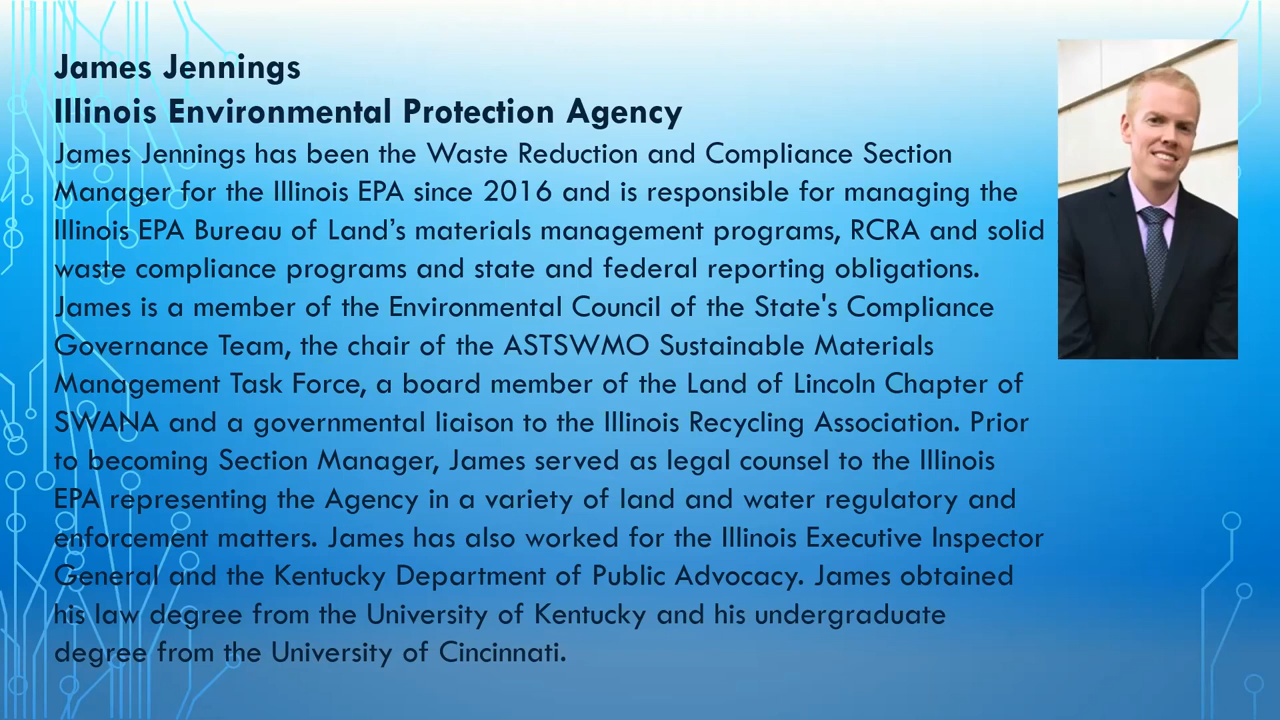 James Jennings
Illinois Environmental Protection Agency
James Jennings has been the Waste Reduction and Compliance Section
Manager for the Illinois EPA since 2016 and is responsible for managing the
Illinois EPA Bureau of Land’s materials management programs, RCRA and solid
waste compliance programs and state and federal reporting obligations.
James is a member of the Environmental Council of the State's Compliance
Governance Team, the chair of the ASTSWMO Sustainable Materials
Management Task Force, a board member of the Land of Lincoln Chapter of
SWANA and a governmental liaison to the Illinois Recycling Association. Prior
to becoming Section Manager, James served as legal counsel to the Illinois
EPA representing the Agency in a variety of land and water regulatory and
enforcement matters. James has also worked for the Illinois Executive Inspector
General and the Kentucky Department of Public Advocacy. James obtained
his law degree from the University of Kentucky and his undergraduate
degree from the University of Cincinnati.